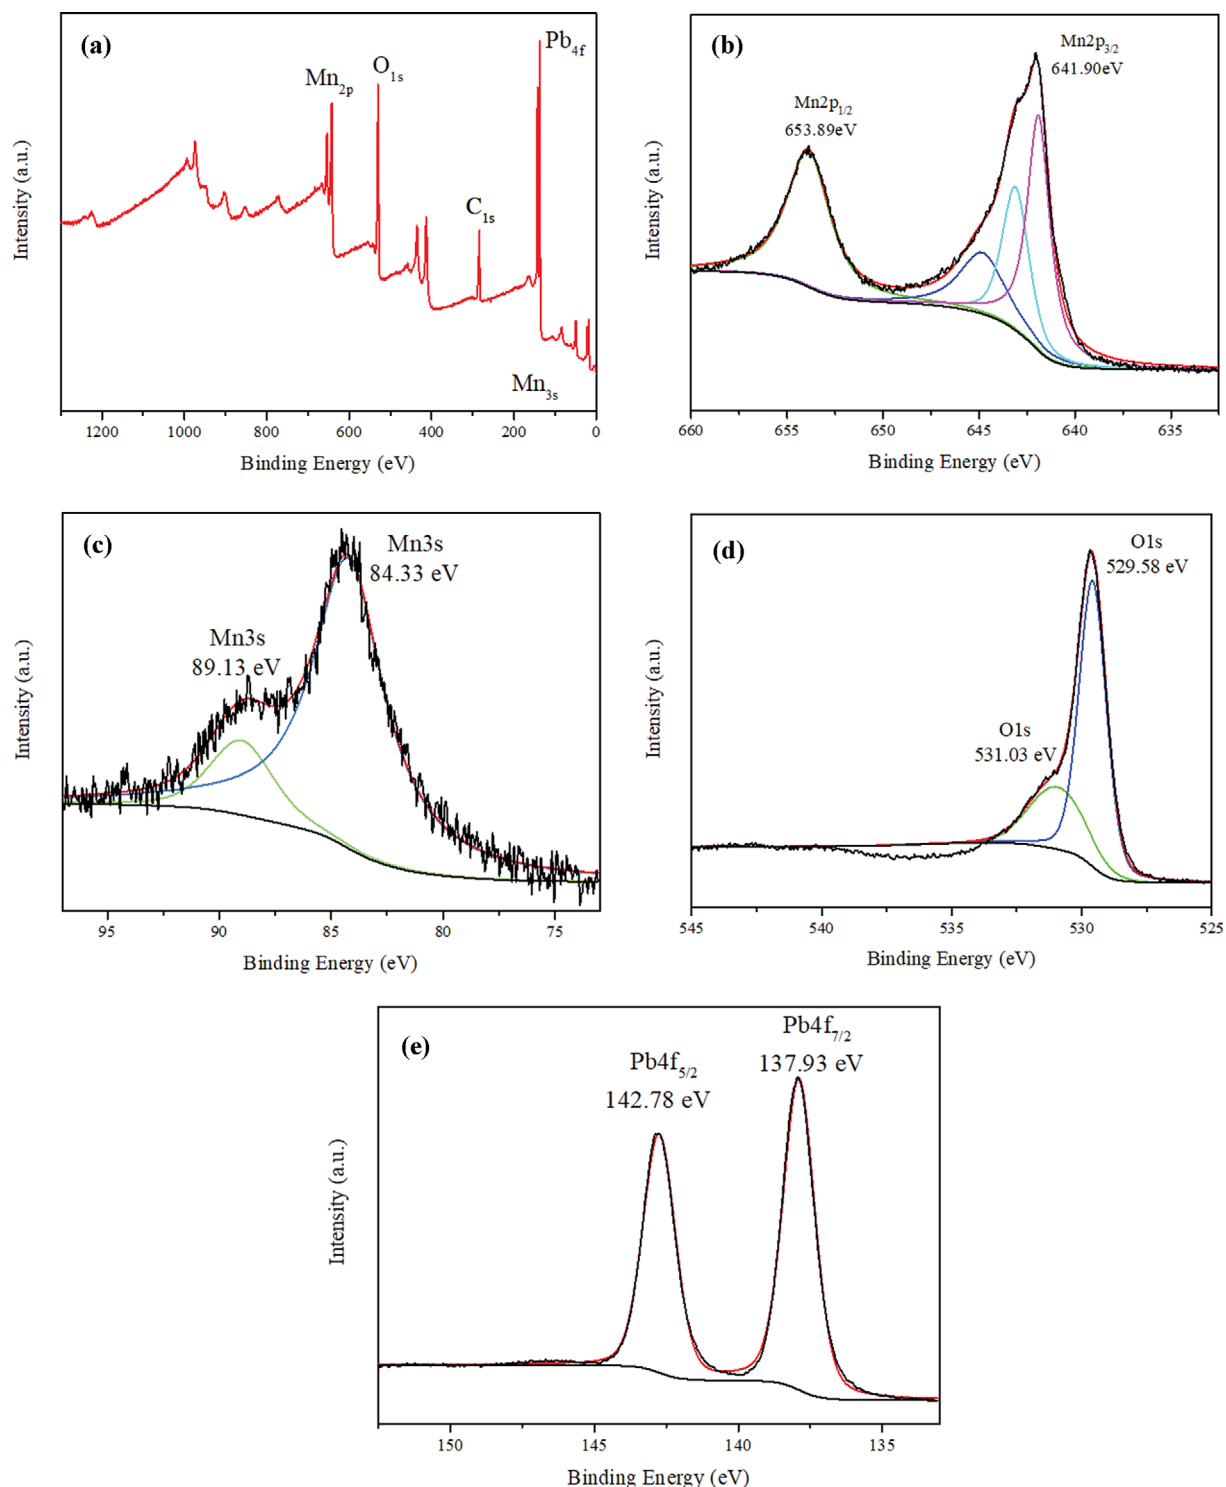 (a)
Pb4f
O1s
Mn2p
C1s
Mn3s
Intensity (a.u.)
1200 1000 800 600 400 200 0
Binding Energy (eV)
(b)
Mn2p3/2
641.90eV
Mn2p1/2
653.89eV
Intensity (a.u.)
660 655 650 645 640 635
Binding Energy (eV)
(c)
Mn3s
84.33 eV
Mn3s
89.13 eV
Intensity (a.u.)
95 90 85 80 75
Binding Energy (eV)
(d)
O1s
529.58 eV
O1s
531.03 eV
Intensity (a.u.)
545 540 535 530 525
Binding Energy (eV)
(e)
Pb4f7/2
137.93 eV
Pb4f5/2
142.78 eV
Intensity (a.u.)
150 145 140 135
Binding Energy (eV)